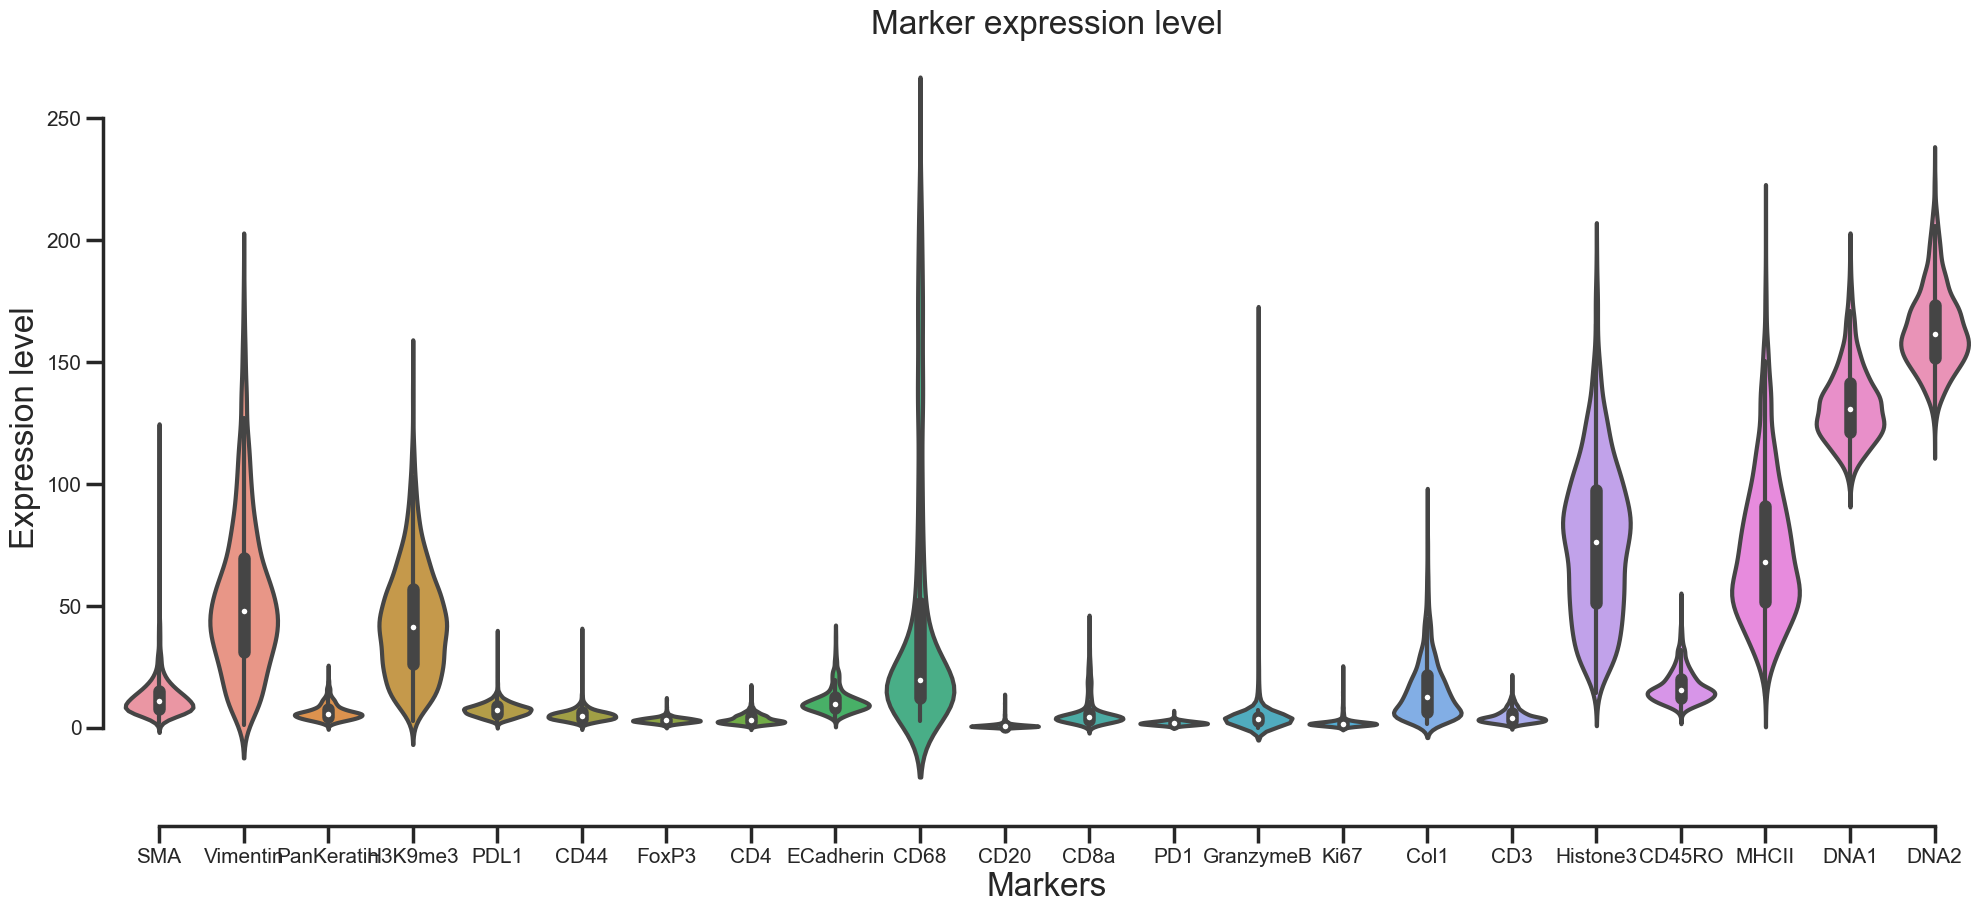 Marker expression level
Expression level
250
200
150
100
50
0
SMA Vimentin PanKeratin H3K9me3 PDL1 CD44 FoxP3 CD4 ECadherin CD68 CD20 CD8a PD1 GranzymeB Ki67 Col1 CD3 Histone3 CD45RO MHCII DNA1 DNA2
Markers